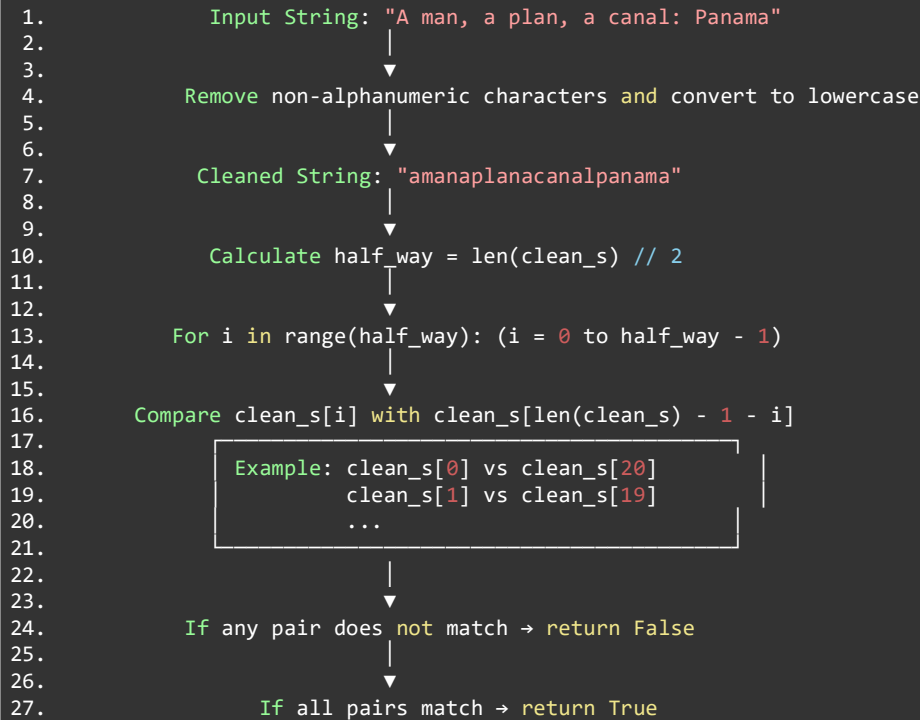 1. Input String: "A man, a plan, a canal: Panama"
2. │
3. ▼
4. Remove non-alphanumeric characters and convert to lowercase
5. │
6. ▼
7. Cleaned String: "amanaplanacanalpanama"
8. │
9. ▼
10. Calculate half_way = len(clean_s) // 2
11. │
12. ▼
13. For i in range(half_way): (i = 0 to half_way - 1)
14. │
15. ▼
16. Compare clean_s[i] with clean_s[len(clean_s) - 1 - i]
17. ┌─────────────────────────────────────────┐
18. │ Example: clean_s[0] vs clean_s[20] │
19. │ clean_s[1] vs clean_s[19] │
20. │ ... │
21. └─────────────────────────────────────────┘
22. │
23. ▼
24. If any pair does not match → return False
25. │
26. ▼
27. If all pairs match → return True